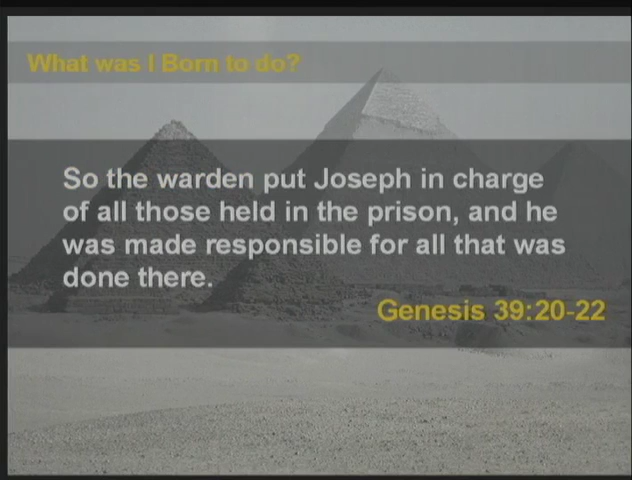 What was I Born to do?
So the warden put Joseph in charge
of all those held in the prison, and he
was made responsible for all that was
done there.
Genesis 39:20-22